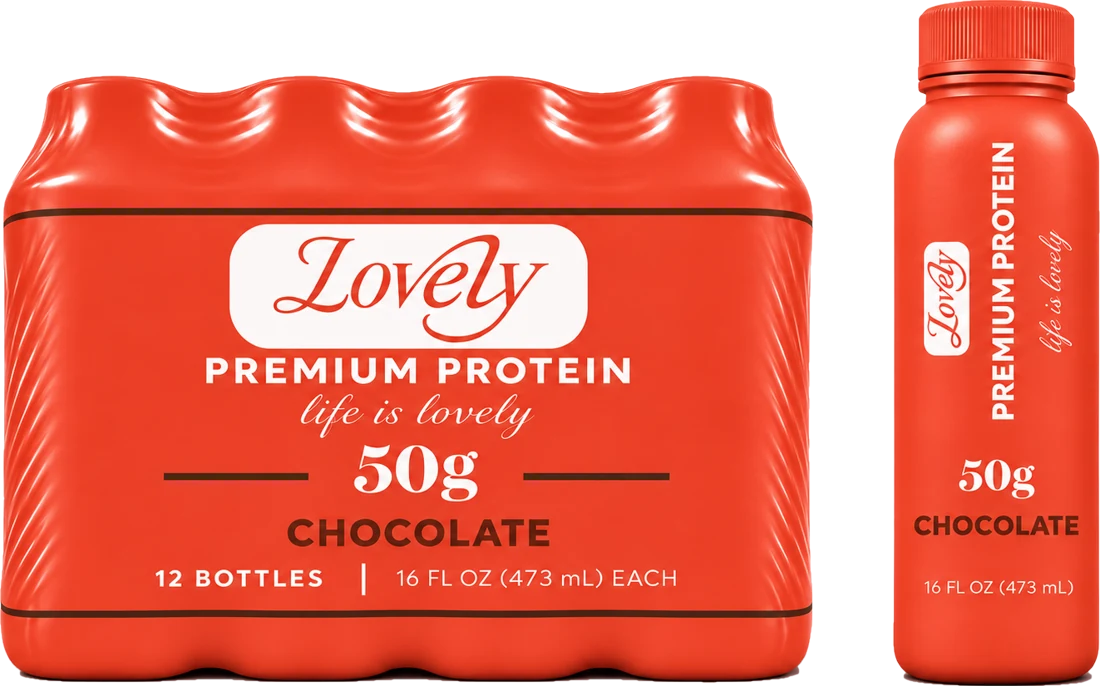 Lovely
PREMIUM PROTEIN
life is lovely
50g
CHOCOLATE
12 BOTTLES | 16 FL OZ (473 mL) EACH
Lovely
PREMIUM PROTEIN
life is lovely
50g
CHOCOLATE
16 FL OZ (473 mL)